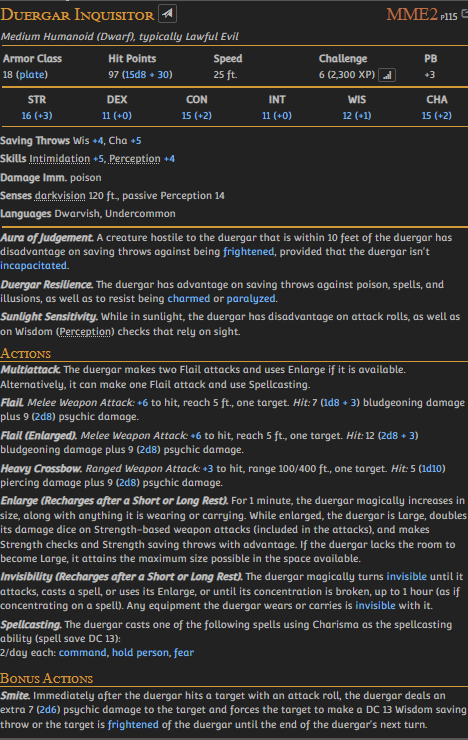 DUERGAR INQUISITOR MME2 P115
Medium Humanoid (Dwarf), typically Lawful Evil
Armor Class Hit Points Speed Challenge PB
18 (plate) 97 (15d8 + 30) 25 ft. 6 (2,300 XP) +3
STR DEX CON INT WIS CHA
16 (+3) 11 (+0) 15 (+2) 11 (+0) 12 (+1) 15 (+2)
Saving Throws Wis +4, Cha +5
Skills Intimidation +5, Perception +4
Damage Imm. poison
Senses darkvision 120 ft., passive Perception 14
Languages Dwarvish, Undercommon
Aura of Judgement. A creature hostile to the duergar that is within 10 feet of the duergar has
disadvantage on saving throws against being frightened, provided that the duergar isn't
incapacitated.
Duergar Resilience. The duergar has advantage on saving throws against poison, spells, and
illusions, as well as to resist being charmed or paralyzed.
Sunlight Sensitivity. While in sunlight, the duergar has disadvantage on attack rolls, as well as
on Wisdom (Perception) checks that rely on sight.
ACTIONS
Multiattack. The duergar makes two Flail attacks and uses Enlarge if it is available.
Alternatively, it can make one Flail attack and use Spellcasting.
Flail. Melee Weapon Attack: +6 to hit, reach 5 ft., one target. Hit: 7 (1d8 + 3) bludgeoning damage
plus 9 (2d8) psychic damage.
Flail (Enlarged). Melee Weapon Attack: +6 to hit, reach 5 ft., one target. Hit: 12 (2d8 + 3)
bludgeoning damage plus 9 (2d8) psychic damage.
Heavy Crossbow. Ranged Weapon Attack: +3 to hit, range 100/400 ft., one target. Hit: 5 (1d10)
piercing damage plus 9 (2d8) psychic damage.
Enlarge (Recharges after a Short or Long Rest). For 1 minute, the duergar magically increases in
size, along with anything it is wearing or carrying. While enlarged, the duergar is Large, doubles
its damage dice on Strength-based weapon attacks (included in the attacks), and makes
Strength checks and Strength saving throws with advantage. If the duergar lacks the room to
become Large, it attains the maximum size possible in the space available.
Invisibility (Recharges after a Short or Long Rest). The duergar magically turns invisible until it
attacks, casts a spell, or uses its Enlarge, or until its concentration is broken, up to 1 hour (as if
concentrating on a spell). Any equipment the duergar wears or carries is invisible with it.
Spellcasting. The duergar casts one of the following spells using Charisma as the spellcasting
ability (spell save DC 13):
2/day each: command, hold person, fear
BONUS ACTIONS
Smite. Immediately after the duergar hits a target with an attack roll, the duergar deals an
extra 7 (2d6) psychic damage to the target and forces the target to make a DC 13 Wisdom saving
throw or the target is frightened of the duergar until the end of the duergar's next turn.